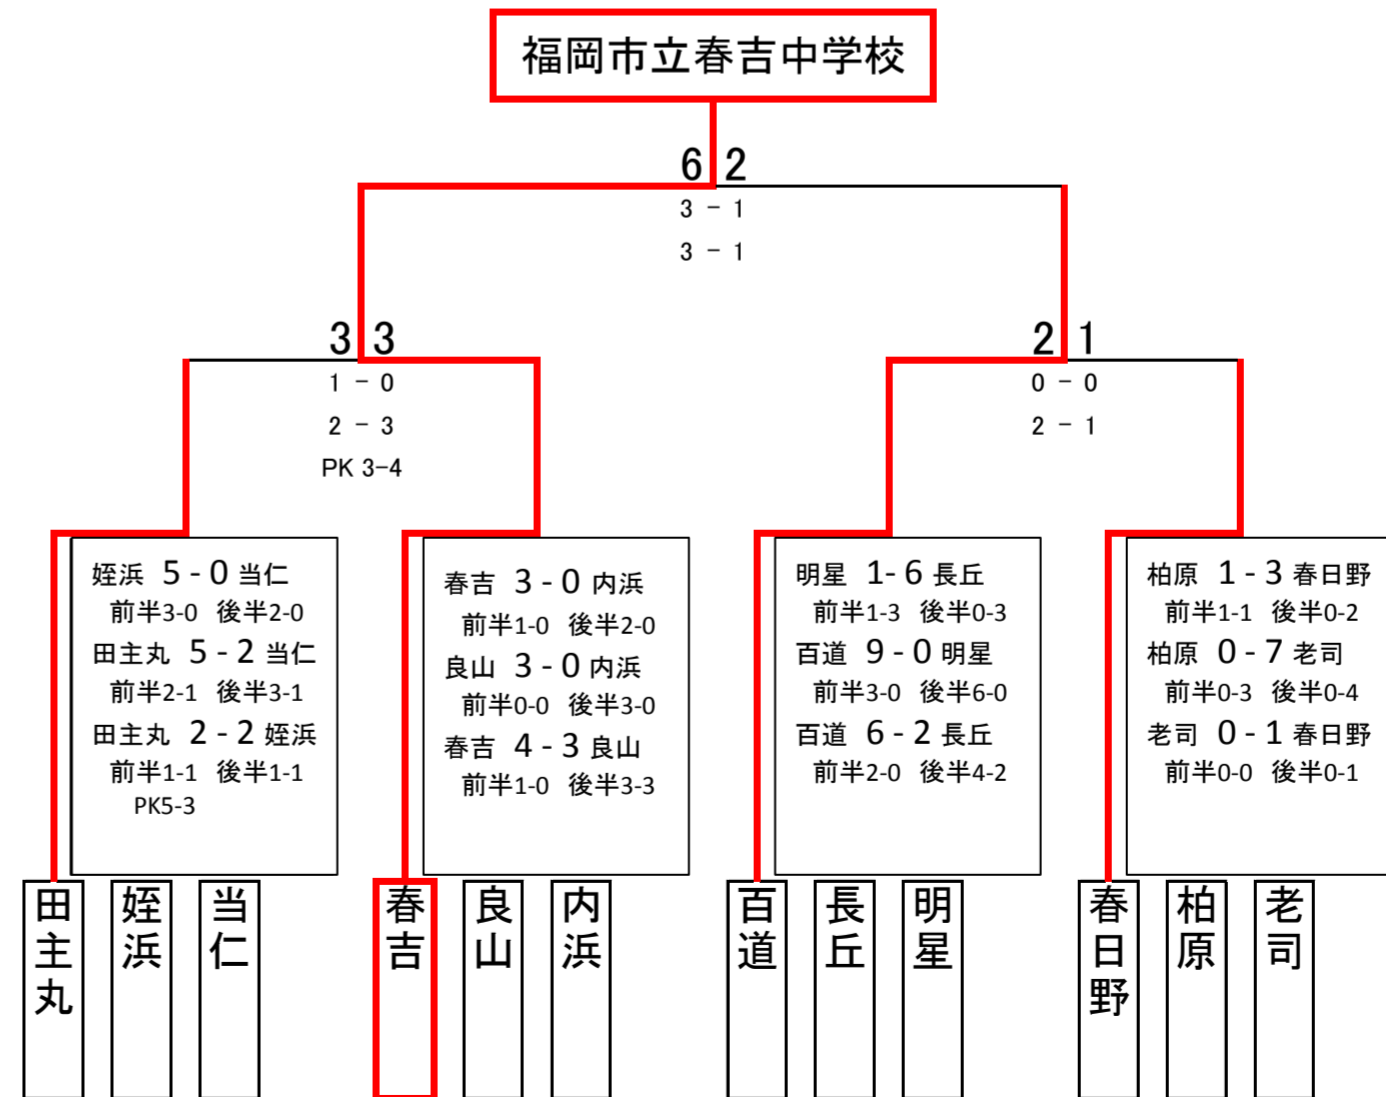 福岡市立春吉中学校
6 2
3 - 1
3 - 1
3 3
1 - 0
2 - 3
PK 3-4
2 1
0 - 0
2 - 1
姪浜 5 - 0 当仁
前半3-0 後半2-0
田主丸 5 - 2 当仁
前半2-1 後半3-1
田主丸 2 - 2 姪浜
前半1-1 後半1-1
PK5-3
春吉 3 - 0 内浜
前半1-0 後半2-0
良山 3 - 0 内浜
前半0-0 後半3-0
春吉 4 - 3 良山
前半1-0 後半3-3
明星 1- 6 長丘
前半1-3 後半0-3
百道 9 - 0 明星
前半3-0 後半6-0
百道 6 - 2 長丘
前半2-0 後半4-2
柏原 1 - 3 春日野
前半1-1 後半0-2
柏原 0 - 7 老司
前半0-3 後半0-4
老司 0 - 1 春日野
前半0-0 後半0-1
田主丸
姪浜
当仁
春吉
良山
内浜
百道
長丘
明星
春日野
柏原
老司